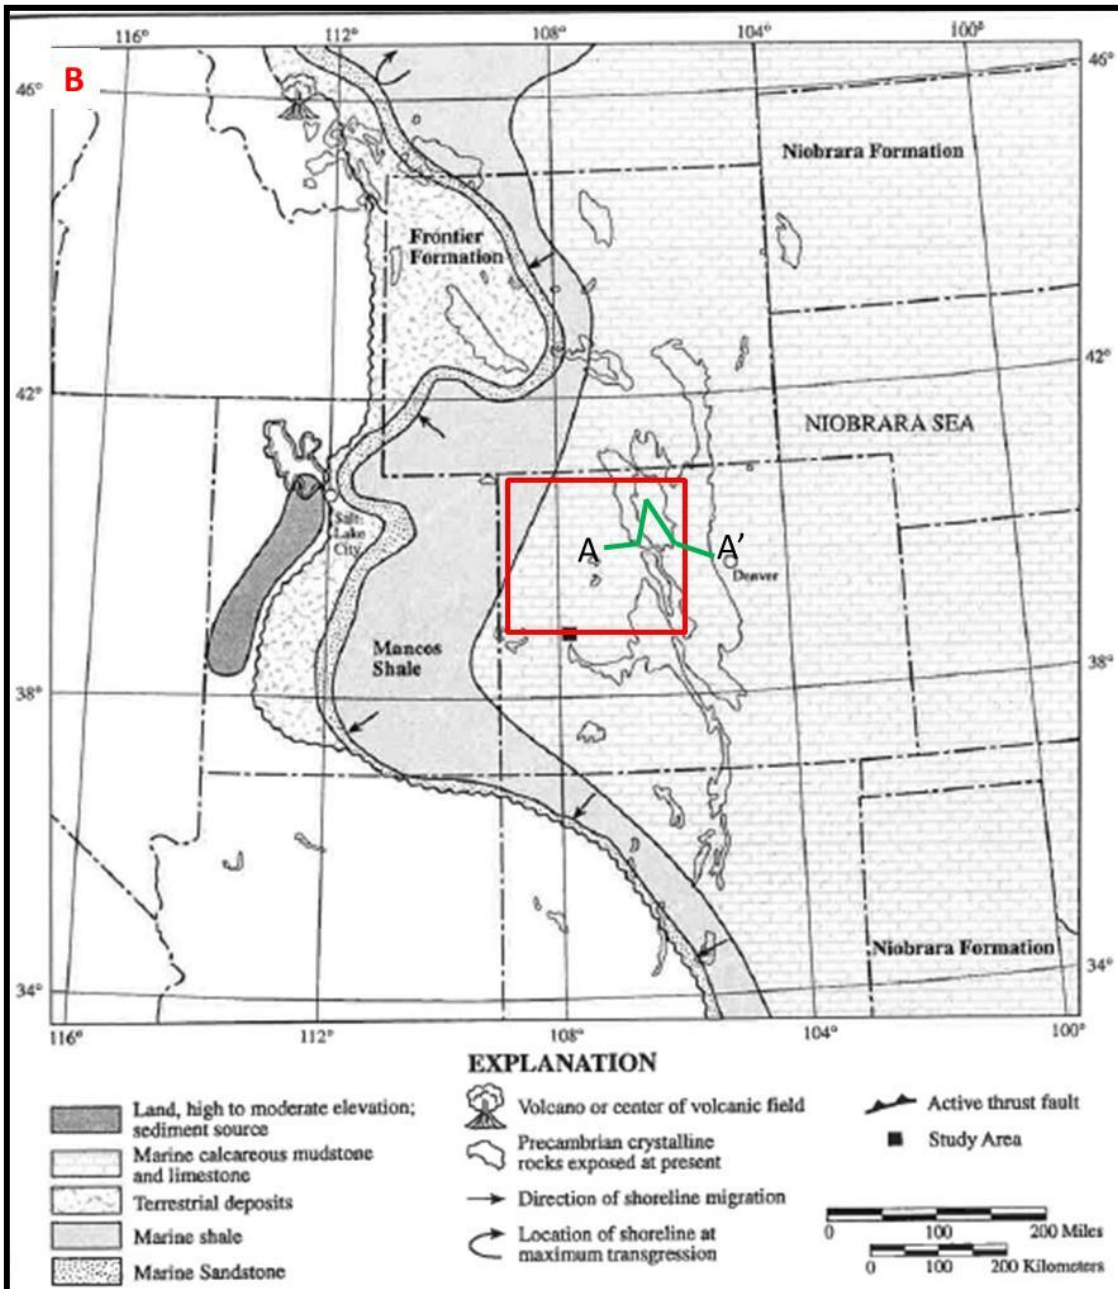 B
116°
112°
108°
104°
100°
46°
46°
Niobrara Formation
Frontier
Formation
42°
42°
NIOBRARA SEA
Salt
Lake
City
A
A'
Denver
Mancos
Shale
38°
38°
Niobrara Formation
34°
34°
116°
112°
108°
104°
100°
EXPLANATION
Land, high to moderate elevation;
sediment source
Marine calcareous mudstone
and limestone
Terrestrial deposits
Marine shale
Marine Sandstone
Volcano or center of volcanic field
Precambrian crystalline
rocks exposed at present
Direction of shoreline migration
Location of shoreline at
maximum transgression
Active thrust fault
Study Area
0 100 200 Miles
0 100 200 Kilometers